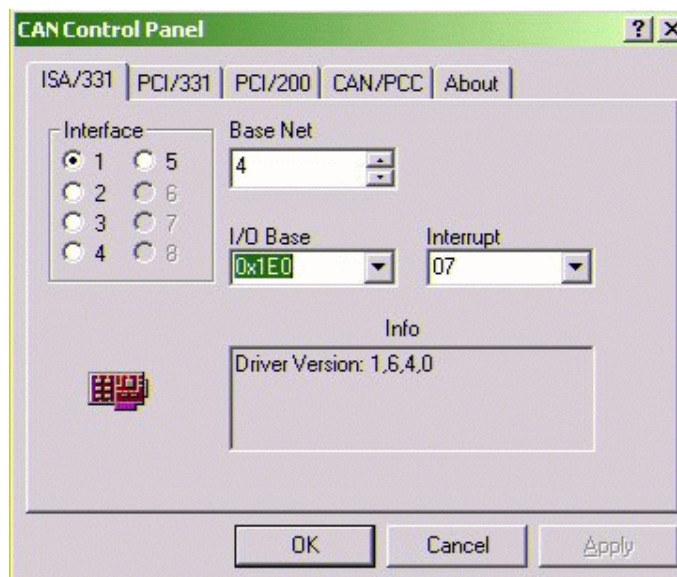 CAN Control Panel
ISA/331 PCI/331 PCI/200 CAN/PCC About
Interface
1 5
2 6
3 7
4 8
Base Net
4
I/O Base Interrupt
0x1E0 07
Info
Driver Version: 1,6,4,0
OK Cancel Apply